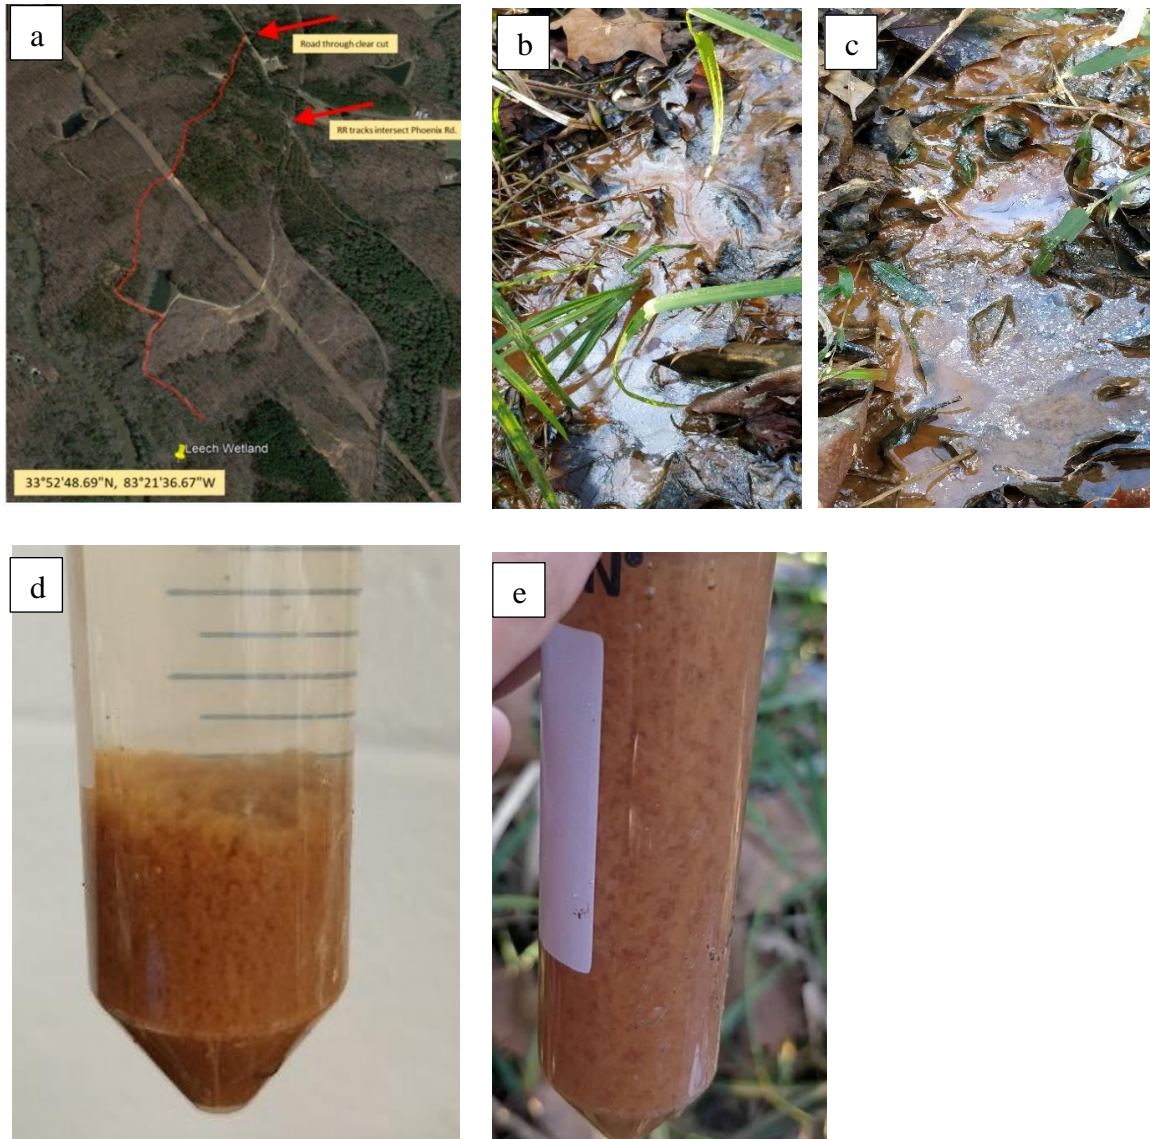 a
Road through clear cut
RR tracks intersect Phoenix Rd.
Leech Wetland
33°52'48.69"N, 83°21'36.67"W
b
c
d
e
N°